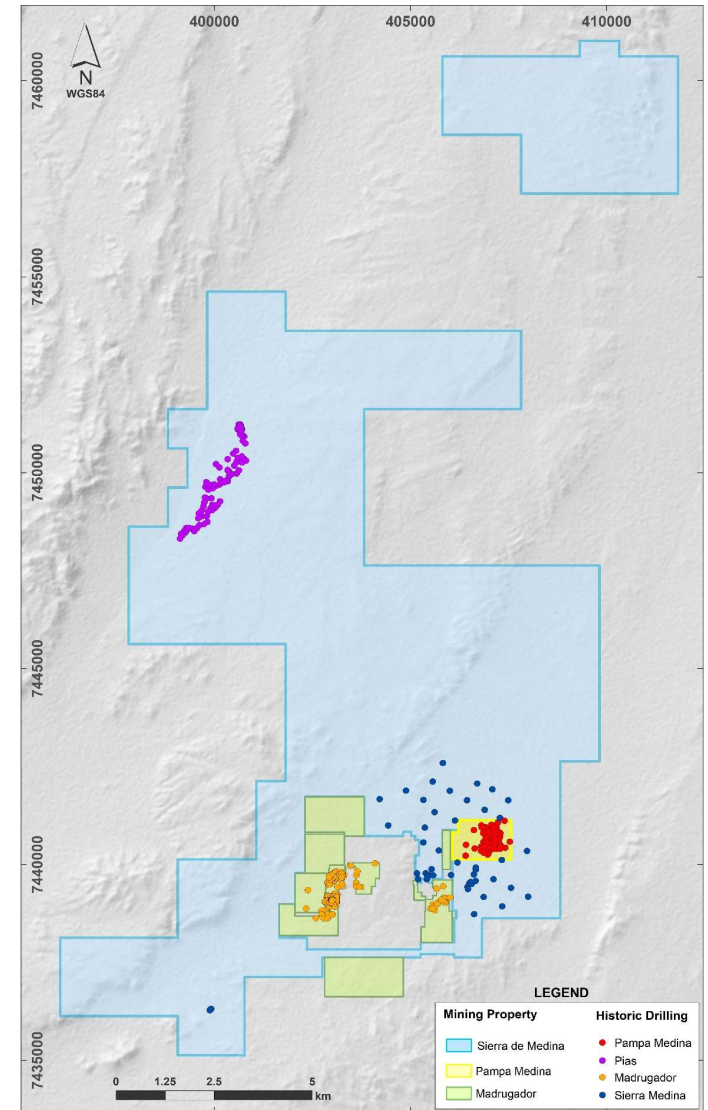 400000
405000
410000
N
WGS84
7460000
7455000
7450000
7445000
7440000
7435000
0
1.25
2.5
5
km
LEGEND
Mining Property
Sierra de Medina
Pampa Medina
Madrugador
Historic Drilling
Pampa Medina
Pias
Madrugador
Sierra Medina